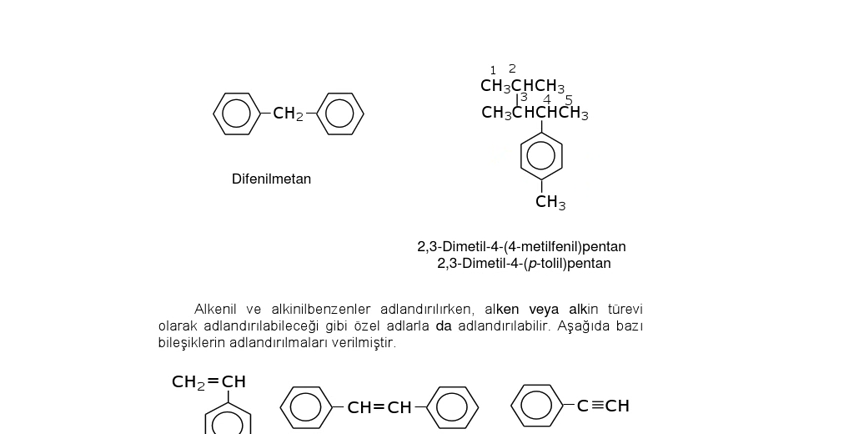 1 2
CH3CHCH3
3 4 5
CH2 CH3CHCHCH3
Difenilmetan
CH3
2,3-Dimetil-4-(4-metilfenil)pentan
2,3-Dimetil-4-(p-tolil)pentan
Alkenil ve alkinilbenzenler adlandırılırken, alken veya alkin türevi
olarak adlandırılabileceği gibi özel adlarla da adlandırılabilir. Aşağıda bazı
bileşiklerin adlandırılmaları verilmiştir.
CH2=CH
CH=CH C≡CH